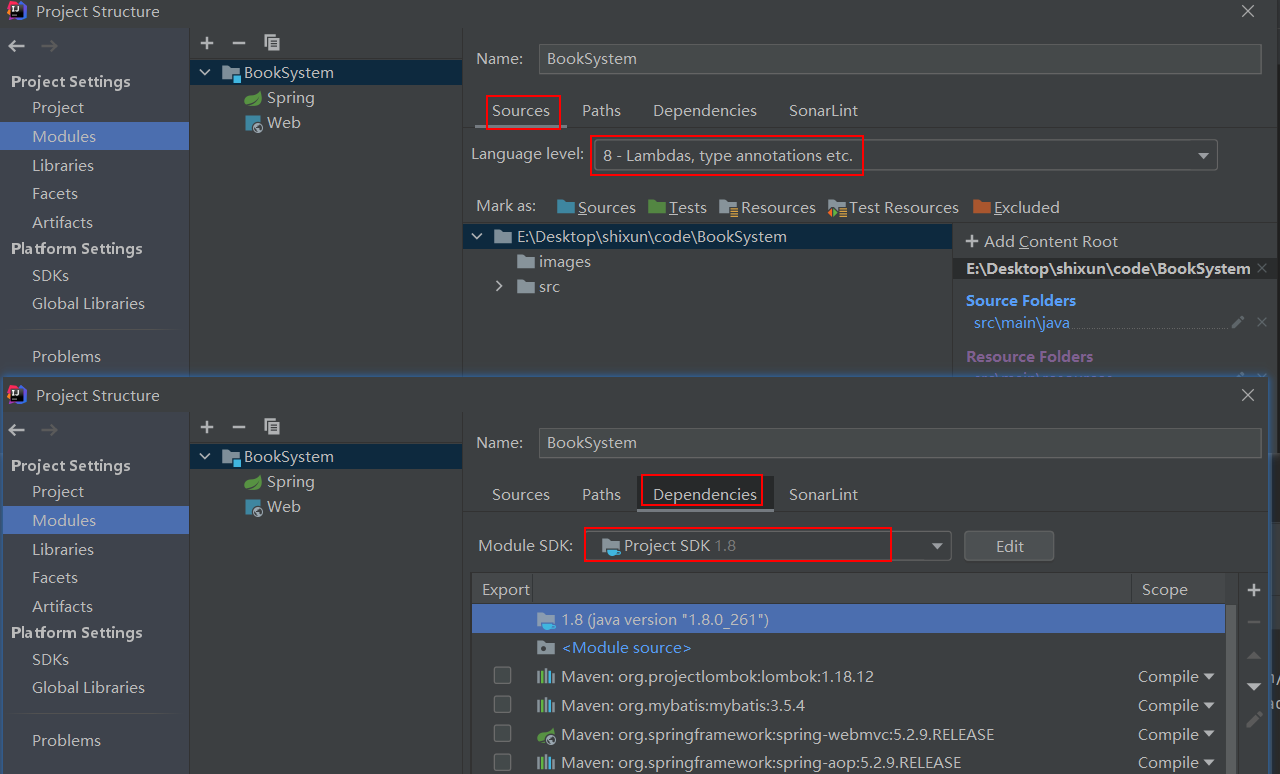 Project Structure
Project Settings
Project
Modules
Libraries
Facets
Artifacts
Platform Settings
SDKs
Global Libraries
Problems
BookSystem
Spring
Web
Name: BookSystem
Sources Paths Dependencies SonarLint
Language level: 8 - Lambdas, type annotations etc.
Mark as: Sources Tests Resources Test Resources Excluded
E:\Desktop\shixun\code\BookSystem
images
src
Add Content Root
E:\Desktop\shixun\code\BookSystem
Source Folders
src\main\java
Resource Folders
Project Structure
Project Settings
Project
Modules
Libraries
Facets
Artifacts
Platform Settings
SDKs
Global Libraries
Problems
BookSystem
Spring
Web
Name: BookSystem
Sources Paths Dependencies SonarLint
Module SDK: Project SDK 1.8 Edit
Export Scope
1.8 (java version "1.8.0_261")
<Module source>
Maven: org.projectlombok:lombok:1.18.12 Compile
Maven: org.mybatis:mybatis:3.5.4 Compile
Maven: org.springframework:spring-webmvc:5.2.9.RELEASE Compile
Maven: org.springframework:spring-aop:5.2.9.RELEASE Compile